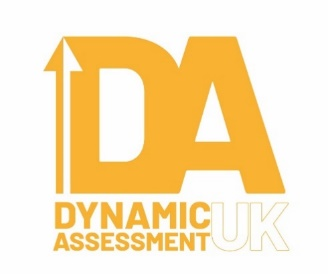 DA
DYNAMIC UK
ASSESSMENT